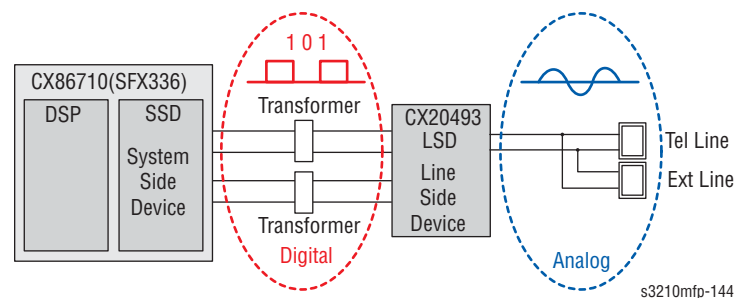 1 0 1
CX86710(SFX336)
DSP
SSD
System
Side
Device
Transformer
Transformer
Digital
CX20493
LSD
Line
Side
Device
Tel Line
Ext Line
Analog
s3210mfp-144